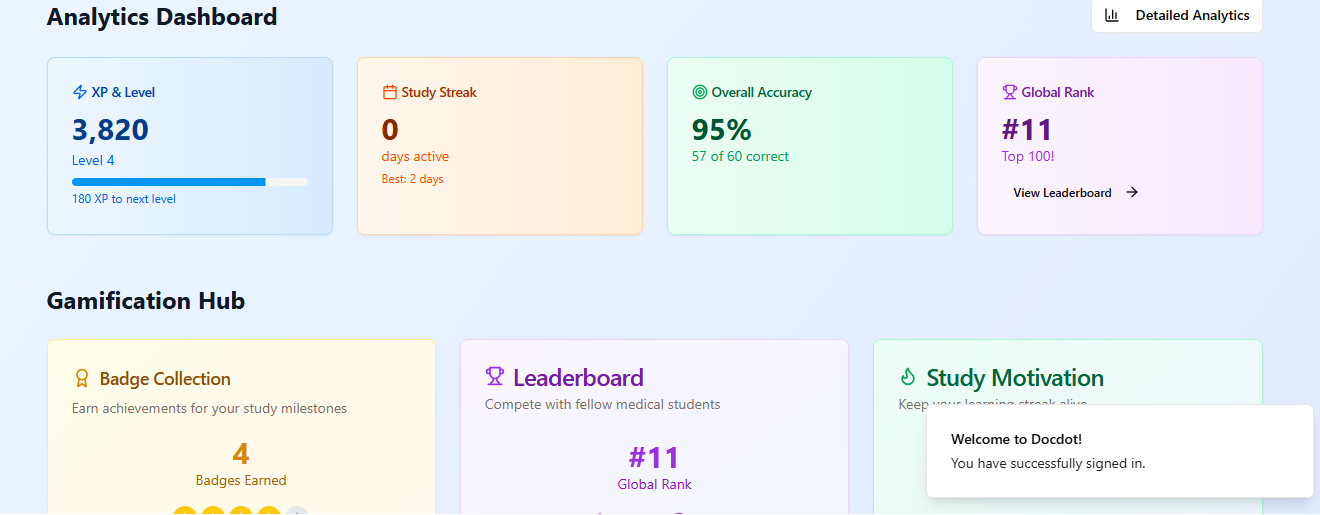 Analytics Dashboard
Detailed Analytics
XP & Level
3,820
Level 4
180 XP to next level
Study Streak
0
days active
Best: 2 days
Overall Accuracy
95%
57 of 60 correct
Global Rank
#11
Top 100!
View Leaderboard
Gamification Hub
Badge Collection
Earn achievements for your study milestones
4
Badges Earned
Leaderboard
Compete with fellow medical students
#11
Global Rank
Study Motivation
Keep your learning streak alive
Welcome to Docdot!
You have successfully signed in.